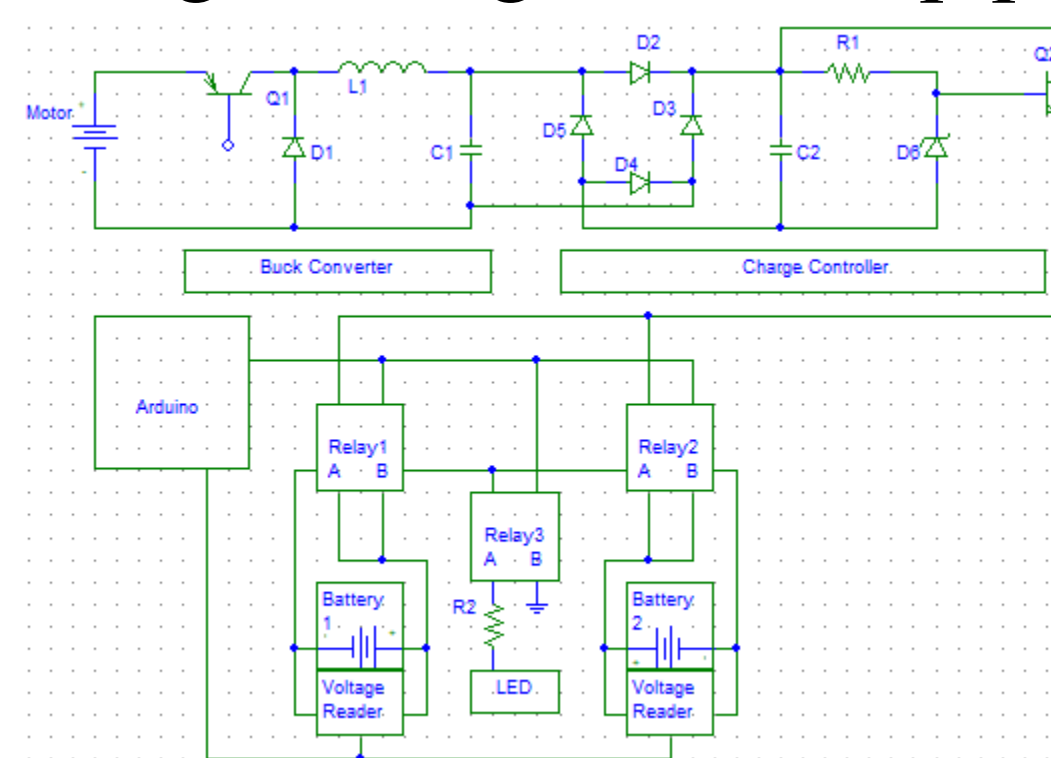 D2
R1
Q1
L1
Motor
D3
D5
D1
C1
C2
D6
D4
Buck Converter
Charge Controller
Arduino
Relay1
A B
Relay2
A B
Relay3
A B
Battery
1
R2
Battery
2
Voltage
Reader
LED
Voltage
Reader